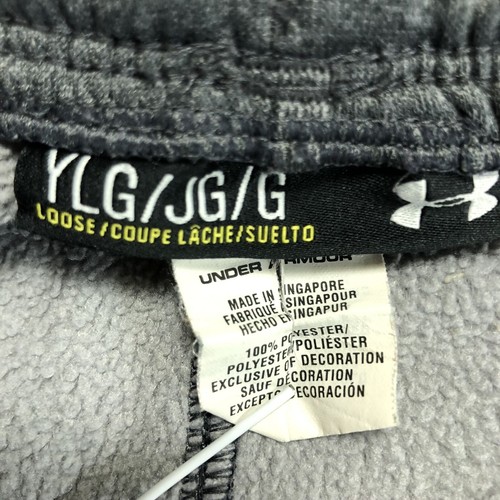 YLG/JG/G
LOOSE/COUPE LÂCHE/SUELTO
UNDER ARMOUR
MADE IN SINGAPORE
FABRIQUÉ SINGAPOUR
HECHO EN SINGAPUR
100% POLYESTER/
POLYESTER/POLIÉSTER
EXCLUSIVE OF DECORATION
SAUF DÉCORATION
EXCEPTO DECORACIÓN